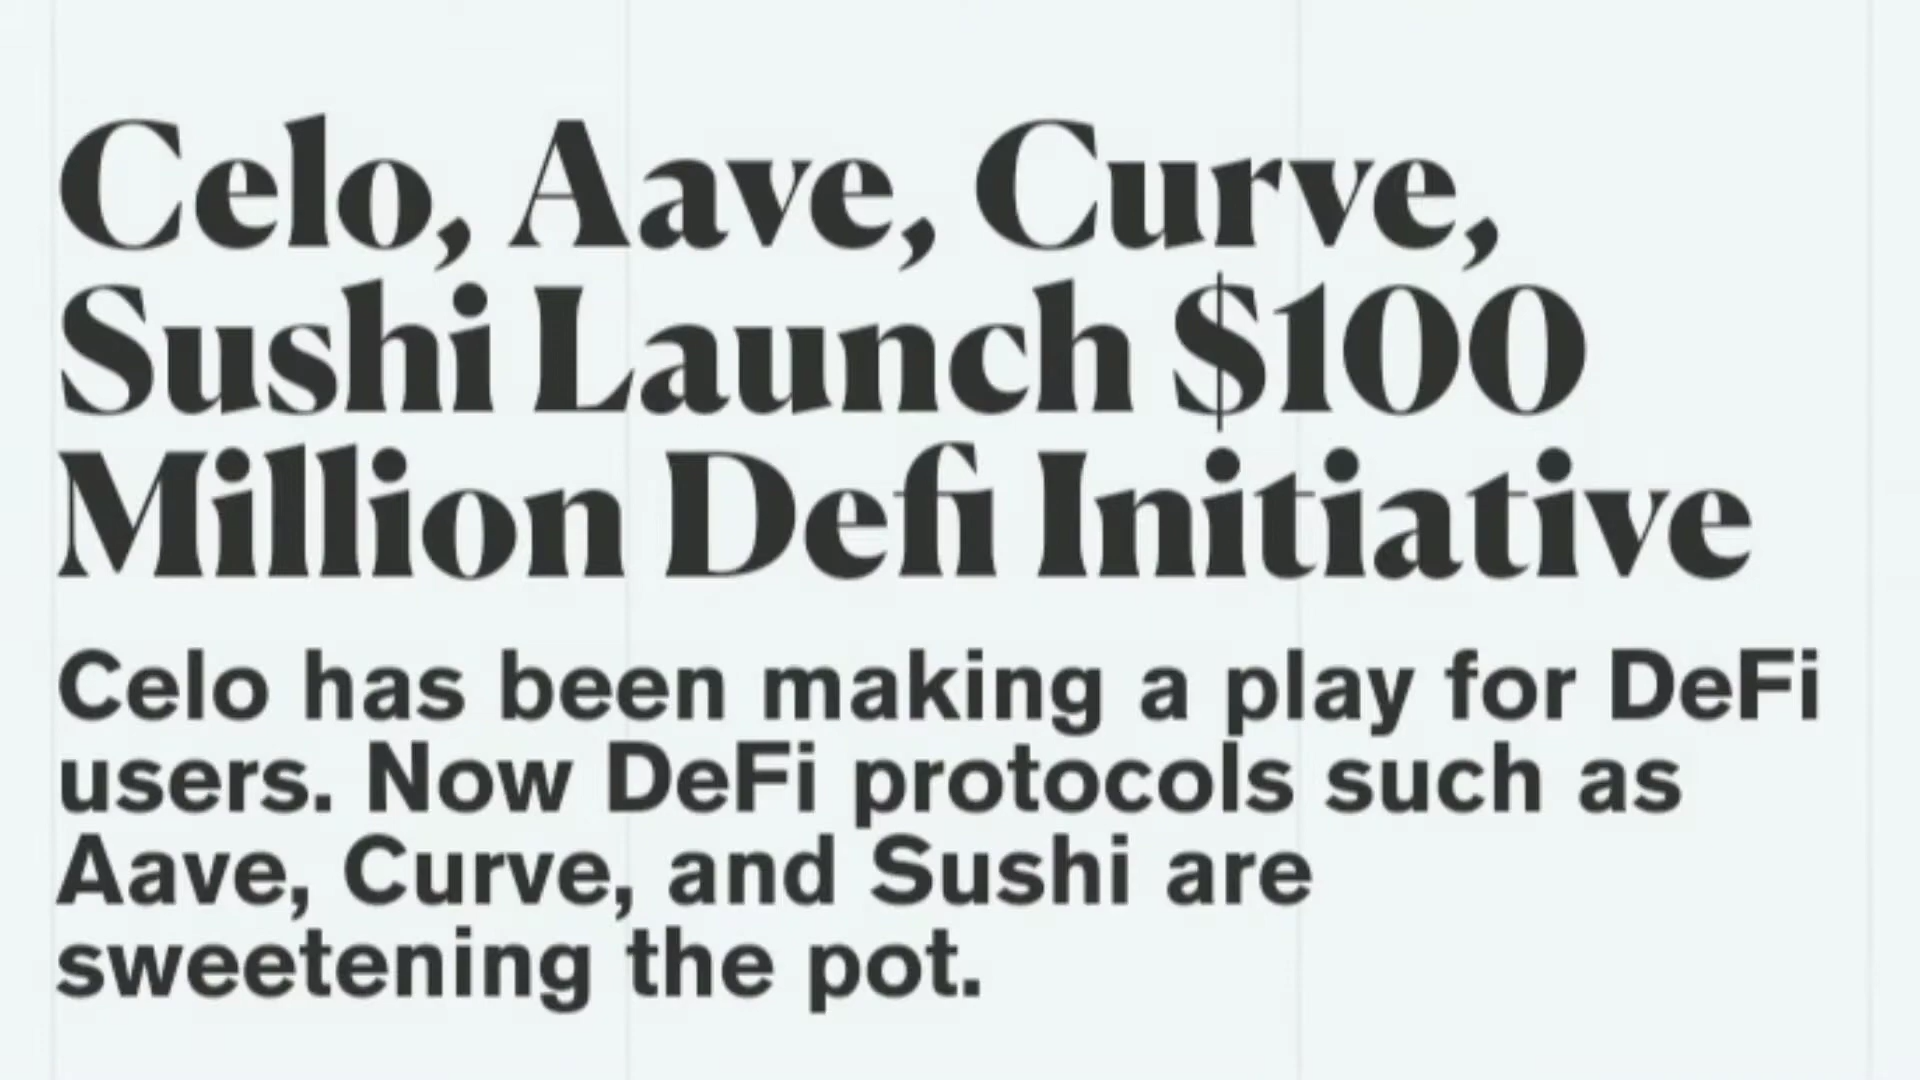 Celo, Aave, Curve,
Sushi Launch $100
Million Defi Initiative
Celo has been making a play for DeFi
users. Now DeFi protocols such as
Aave, Curve, and Sushi are
sweetening the pot.